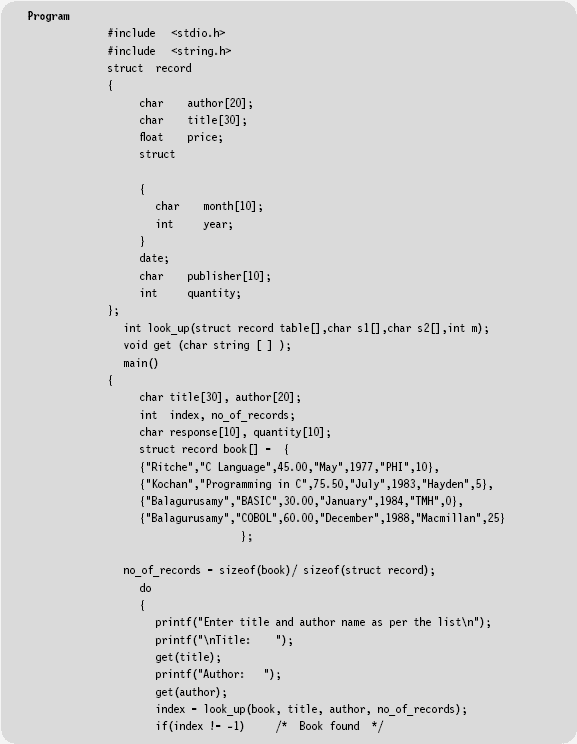 Program
#include <stdio.h>
#include <string.h>
struct record
{
char author[20];
char title[30];
float price;
struct
{
char month[10];
int year;
}
date;
char publisher[10];
int quantity;
};
int look_up(struct record table[],char s1[],char s2[],int m);
void get (char string [ ] );
main()
{
char title[30], author[20];
int index, no_of_records;
char response[10], quantity[10];
struct record book[] = {
{"Ritche","C Language",45.00,"May",1977,"PHI",10},
{"Kochan","Programming in C",75.50,"July",1983,"Hayden",5},
{"Balagurusamy","BASIC",30.00,"January",1984,"TMH",0},
{"Balagurusamy","COBOL",60.00,"December",1988,"Macmillan",25}
};
no_of_records = sizeof(book)/ sizeof(struct record);
do
{
printf("Enter title and author name as per the list\n");
printf("\nTitle: ");
get(title);
printf("Author: ");
get(author);
index = look_up(book, title, author, no_of_records);
if(index != -1) /* Book found */